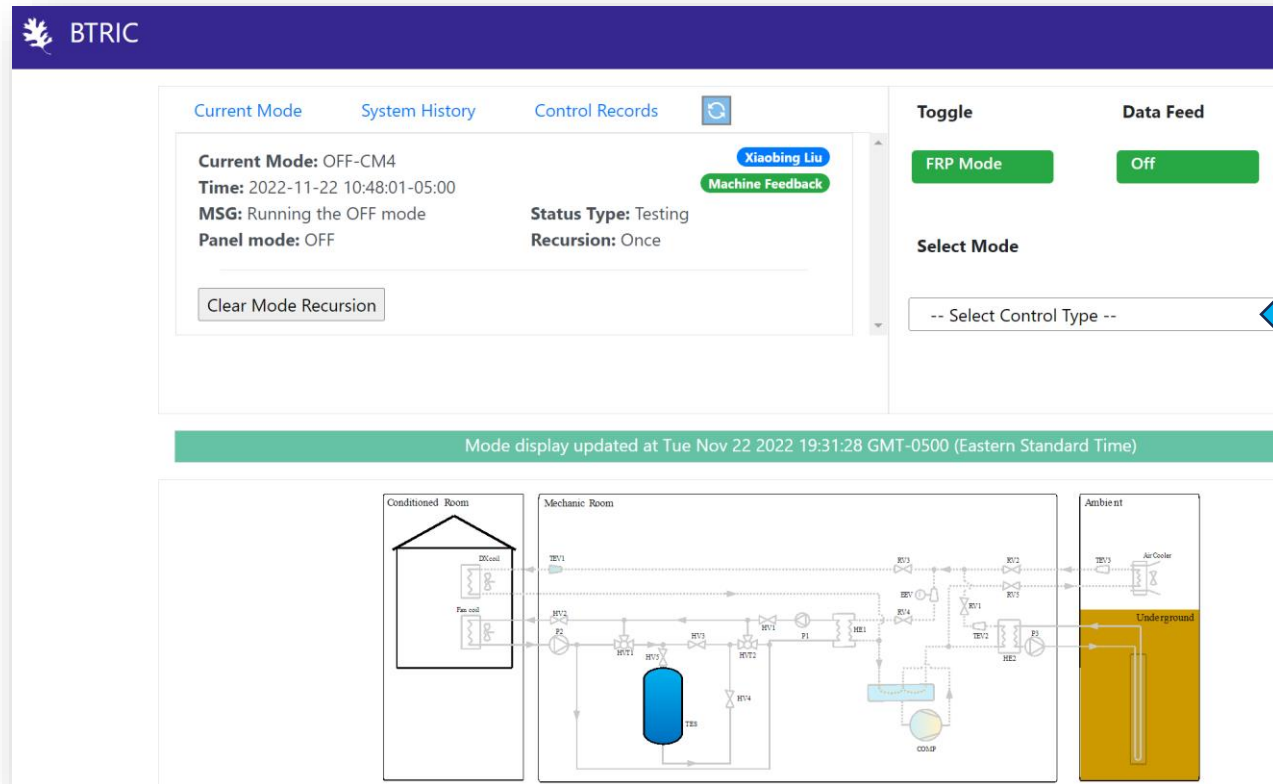 BTRIC
Current Mode System History Control Records
Current Mode: OFF-CM4 Xiaobing Liu
Time: 2022-11-22 10:48:01-05:00 Machine Feedback
MSG: Running the OFF mode Status Type: Testing
Panel mode: OFF Recursion: Once
Clear Mode Recursion
Toggle Data Feed
FRP Mode Off
Select Mode
-- Select Control Type --
Mode display updated at Tue Nov 22 2022 19:31:28 GMT-0500 (Eastern Standard Time)
Conditioned Room Mechanic Room Ambient
DX coil TEV1 RV3 RV2 TEV3 Air Cooler
EEV RV5
Fan coil HV2 RV4 RV1 Underground
P2 HV1 P1 HE1 TEV2 P3
HVT1 HV3 HVT2 HE2
HV5
HV4
TES
COMP